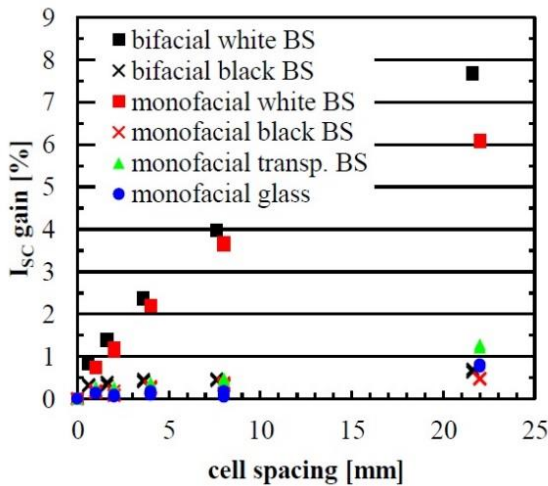 9
8
7
6
5
4
3
2
1
0
I_SC gain [%]
bifacial white BS
bifacial black BS
monofacial white BS
monofacial black BS
monofacial transp. BS
monofacial glass
0 5 10 15 20 25
cell spacing [mm]